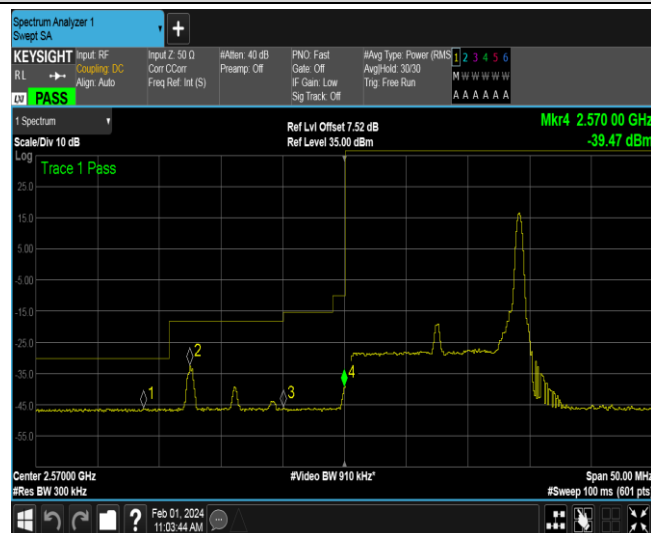 Spectrum Analyzer 1
Swept SA
+
KEYSIGHT
RL
Input: RF
Coupling: DC
Align: Auto
Input Z: 50 Ω
Corr CCorr
Freq Ref: Int (S)
#Atten: 40 dB
Preamp: Off
PNO: Fast
Gate: Off
IF Gain: Low
Sig Track: Off
#Avg Type: Power (RMS
Avg|Hold: 30/30
Trig: Free Run
1 2 3 4 5 6
M W W W W W
A A A A A A
LXI PASS
1 Spectrum
Scale/Div 10 dB
Ref Lvl Offset 7.52 dB
Ref Level 35.00 dBm
Mkr4 2.570 00 GHz
-39.47 dBm
Log
Trace 1 Pass
25.0
15.0
5.00
-5.00
-15.0
-25.0
-35.0
-45.0
-55.0
1
2
3
4
Center 2.57000 GHz
#Res BW 300 kHz
#Video BW 910 kHz*
Span 50.00 MHz
#Sweep 100 ms (601 pts)
?
Feb 01, 2024
11:03:44 AM